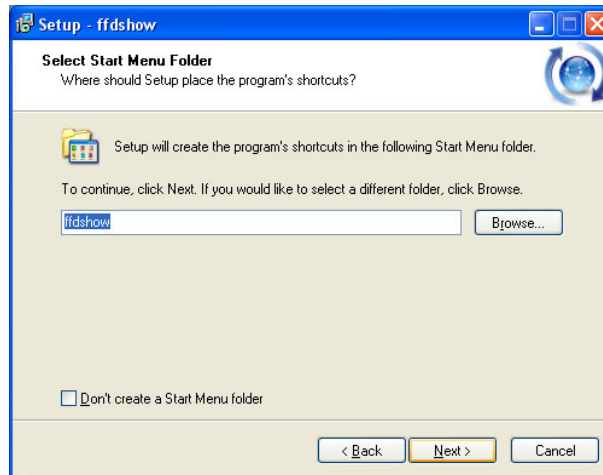 Setup - ffdshow
Select Start Menu Folder
Where should Setup place the program's shortcuts?
Setup will create the program's shortcuts in the following Start Menu folder.
To continue, click Next. If you would like to select a different folder, click Browse.
ffdshow
Browse...
Don't create a Start Menu folder
< Back
Next >
Cancel